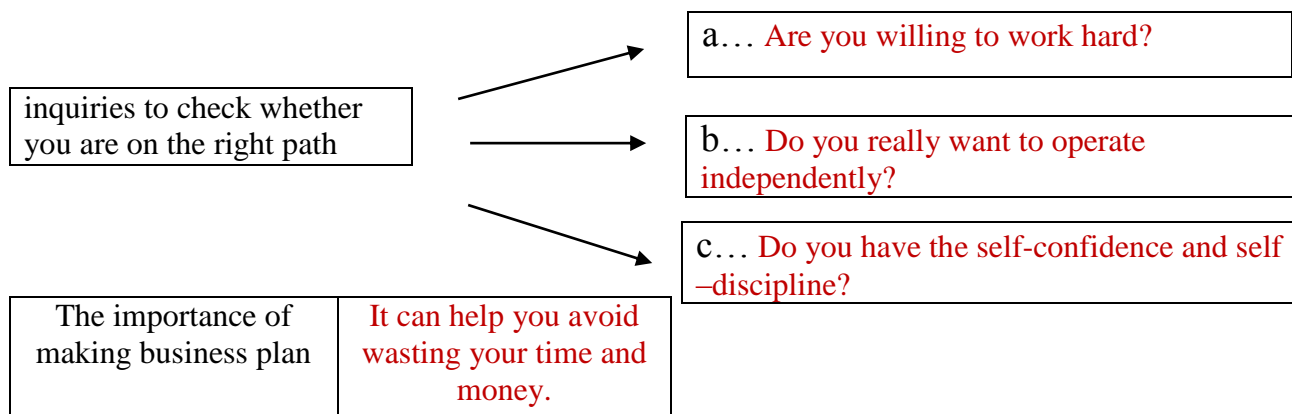 inquiries to check whether
you are on the right path
a… Are you willing to work hard?
b… Do you really want to operate
independently?
c… Do you have the self-confidence and self
–discipline?
The importance of
making business plan
It can help you avoid
wasting your time and
money.